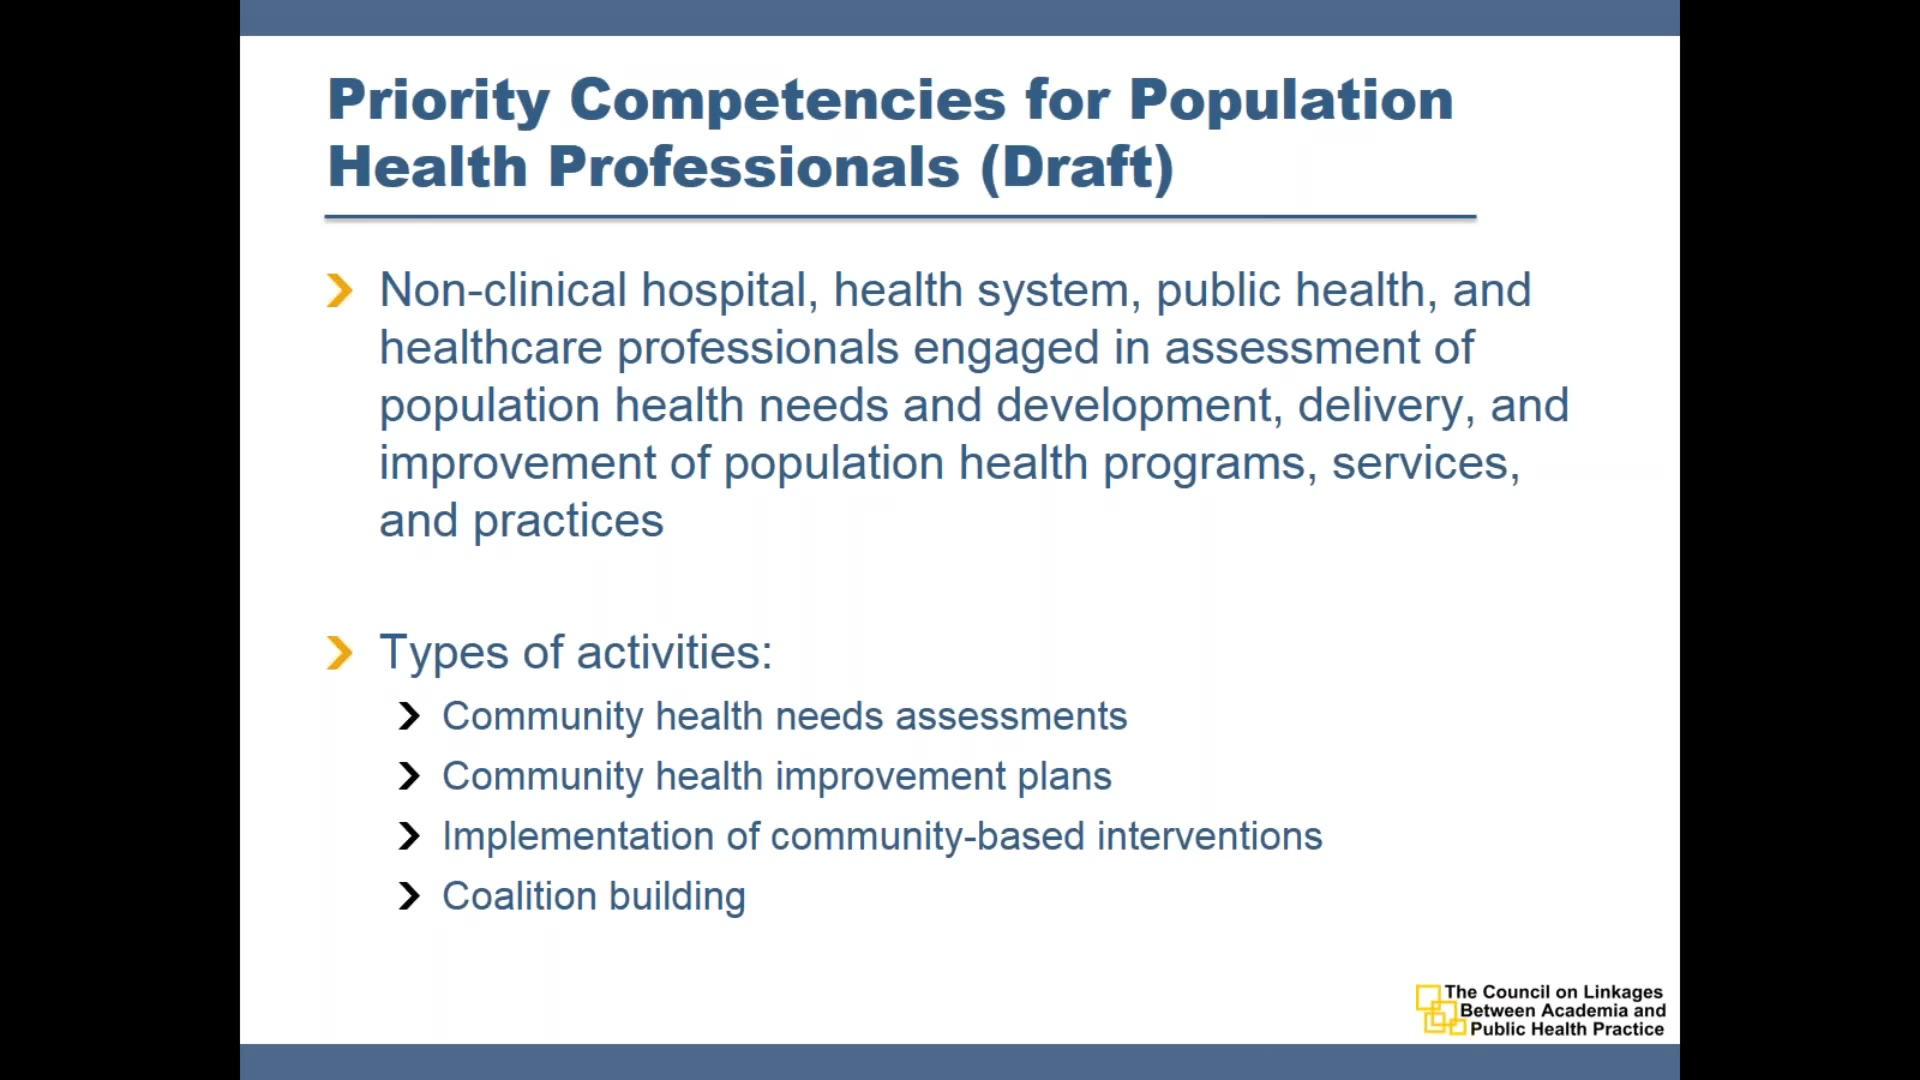 Priority Competencies for Population
Health Professionals (Draft)
Non-clinical hospital, health system, public health, and
healthcare professionals engaged in assessment of
population health needs and development, delivery, and
improvement of population health programs, services,
and practices
Types of activities:
Community health needs assessments
Community health improvement plans
Implementation of community-based interventions
Coalition building
The Council on Linkages
Between Academia and
Public Health Practice